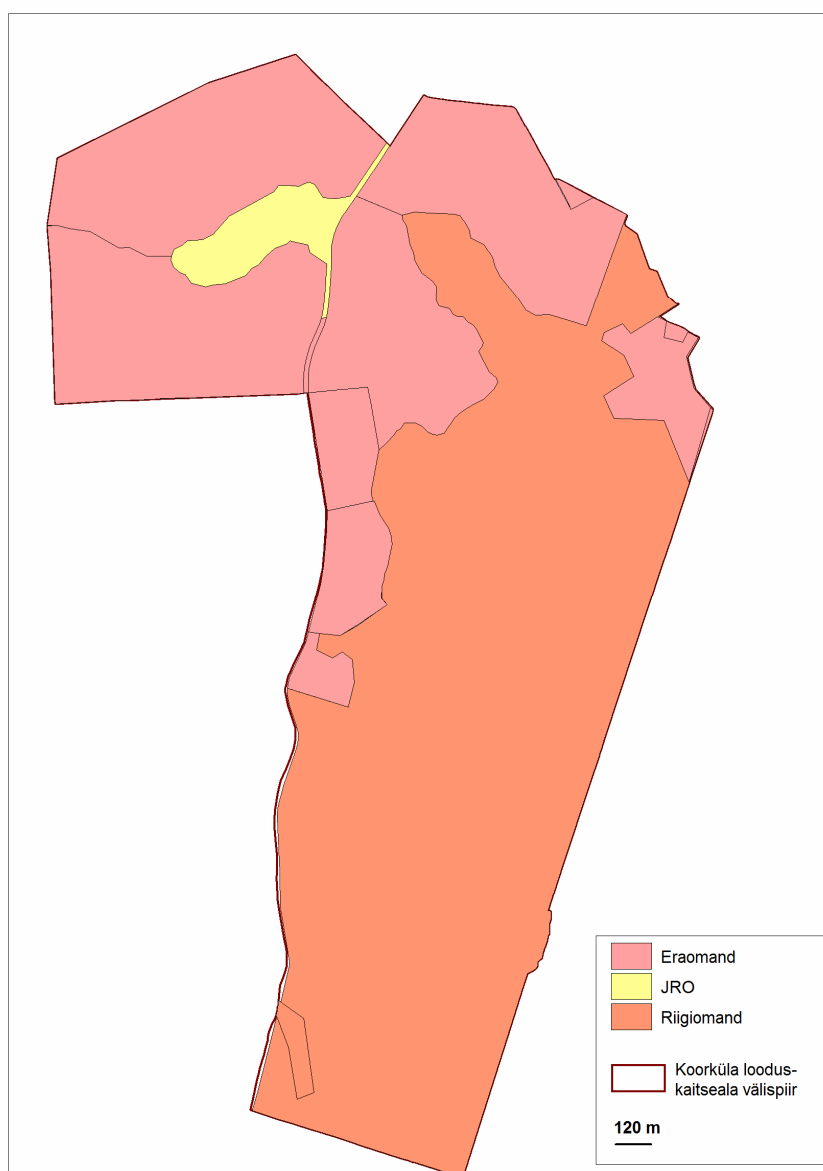 Eraomand
JRO
Riigiomand
Koorküla loodus-
kaitseala välispiir
120 m